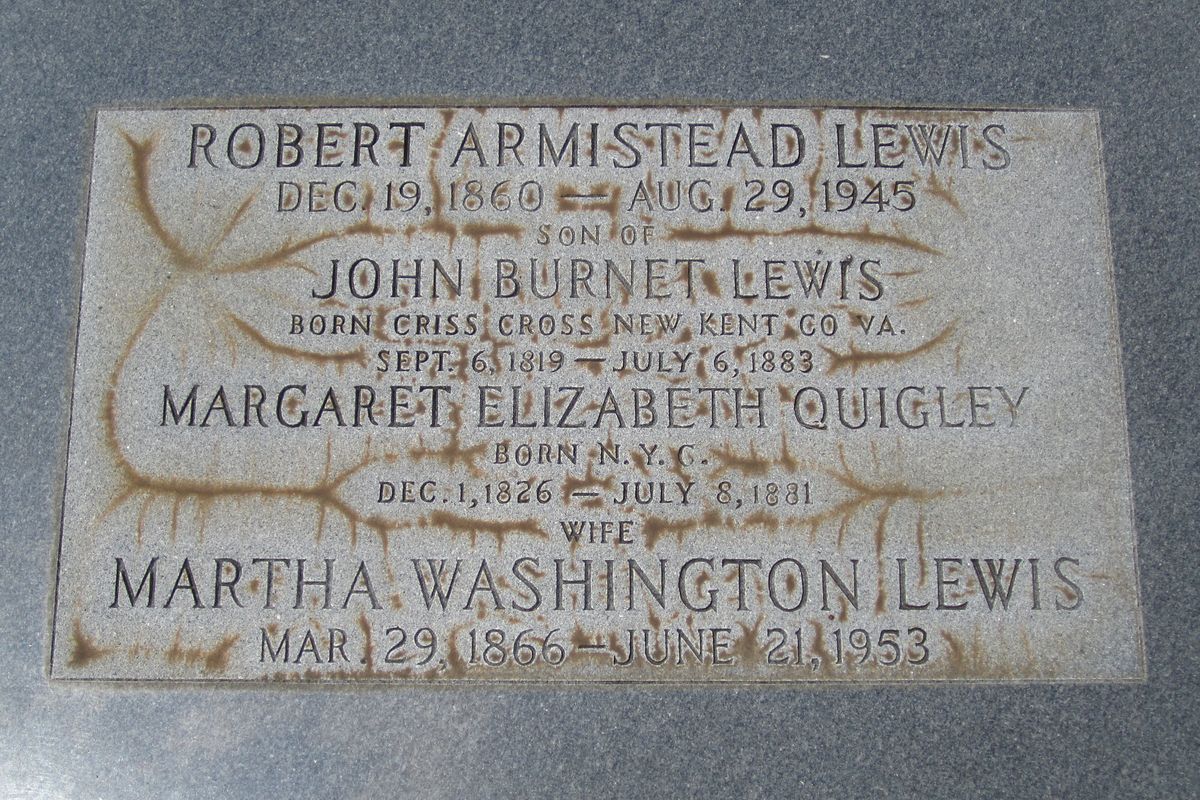 ROBERT ARMISTEAD LEWIS
DEC. 19, 1860 — AUG. 29, 1945
SON OF
JOHN BURNET LEWIS
BORN CRISS CROSS NEW KENT CO VA.
SEPT. 6, 1819 — JULY 6, 1883
MARGARET ELIZABETH QUIGLEY
BORN N. Y. C.
DEC. 1, 1826 — JULY 8, 1881
WIFE
MARTHA WASHINGTON LEWIS
MAR. 29, 1866 — JUNE 21, 1953